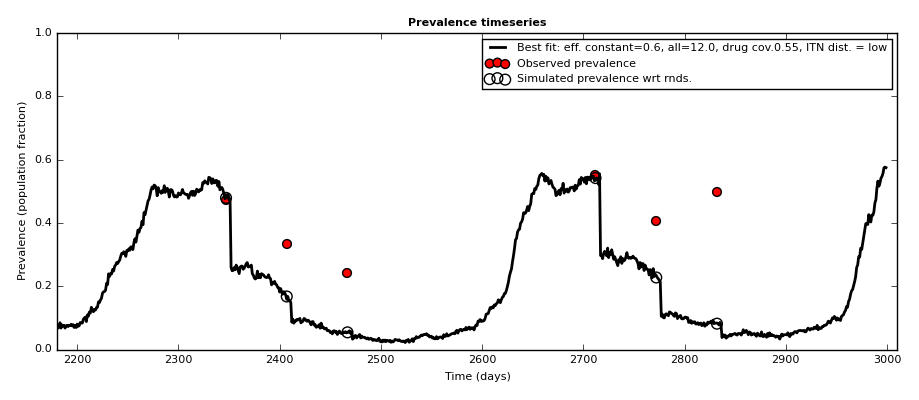 Prevalence timeseries
Best fit: eff. constant=0.6, all=12.0, drug cov.0.55, ITN dist. = low
Observed prevalence
Simulated prevalence wrt rnds.
Prevalence (population fraction)
1.0
0.8
0.6
0.4
0.2
0.0
2200 2300 2400 2500 2600 2700 2800 2900 3000
Time (days)